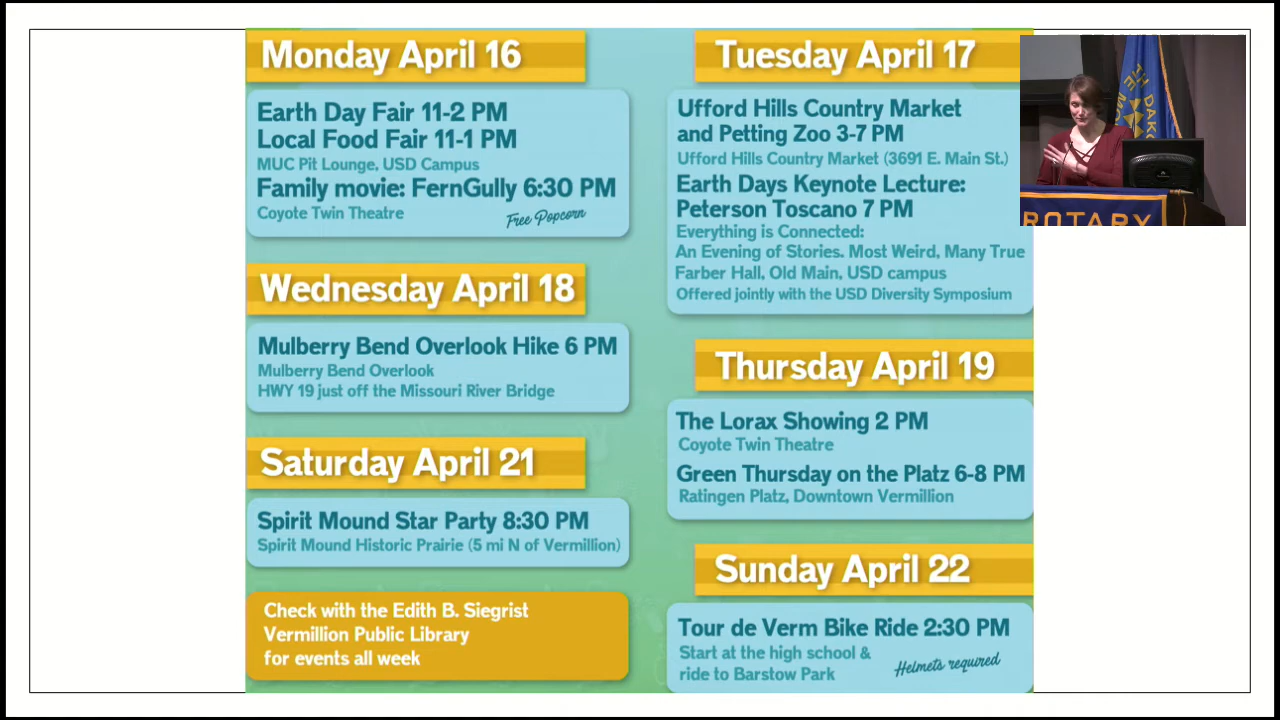 Monday April 16
Earth Day Fair 11-2 PM
Local Food Fair 11-1 PM
MUC Pit Lounge, USD Campus
Family movie: FernGully 6:30 PM
Coyote Twin Theatre
Free Popcorn
Tuesday April 17
Ufford Hills Country Market
and Petting Zoo 3-7 PM
Ufford Hills Country Market (3691 E. Main St.)
Earth Days Keynote Lecture:
Peterson Toscano 7 PM
Everything is Connected:
An Evening of Stories. Most Weird, Many True
Farber Hall, Old Main, USD campus
Offered jointly with the USD Diversity Symposium
Wednesday April 18
Mulberry Bend Overlook Hike 6 PM
Mulberry Bend Overlook
HWY 19 just off the Missouri River Bridge
Thursday April 19
The Lorax Showing 2 PM
Coyote Twin Theatre
Green Thursday on the Platz 6-8 PM
Ratingen Platz, Downtown Vermillion
Saturday April 21
Spirit Mound Star Party 8:30 PM
Spirit Mound Historic Prairie (5 mi N of Vermillion)
Sunday April 22
Tour de Verm Bike Ride 2:30 PM
Start at the high school &
ride to Barstow Park
Helmets required
Check with the Edith B. Siegrist
Vermillion Public Library
for events all week
ROTARY